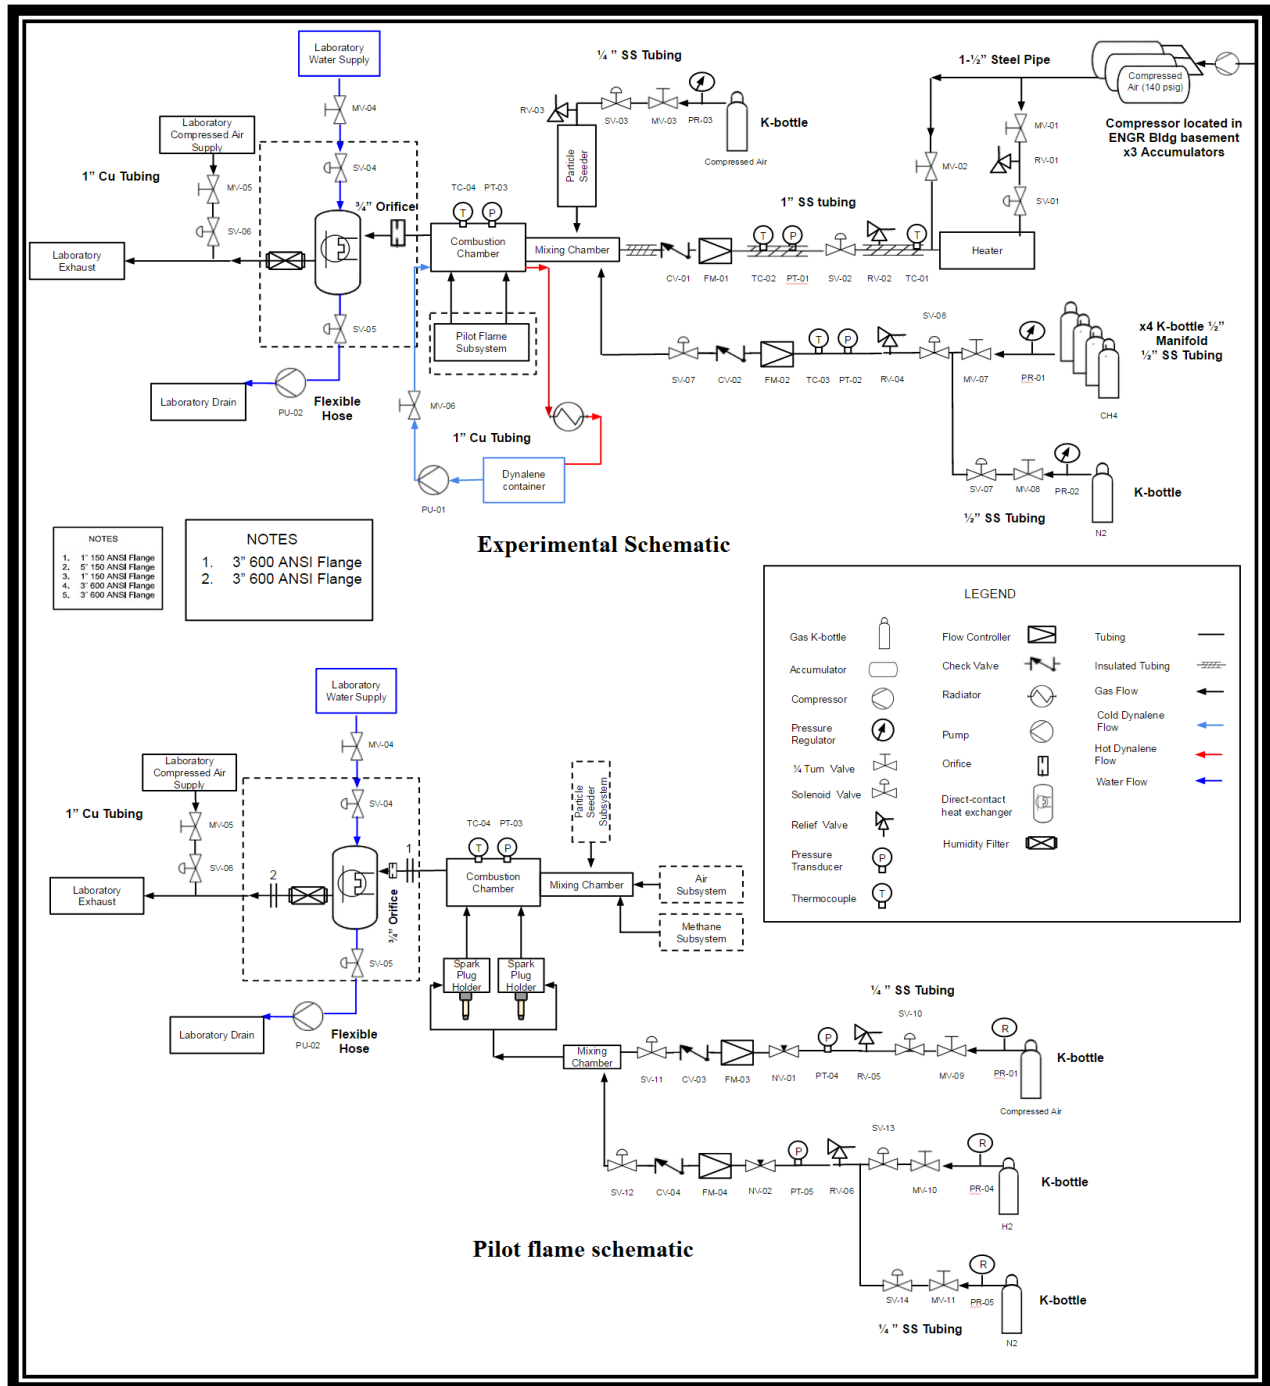 Laboratory
Water Supply
MV-04
Laboratory
Compressed Air
Supply
1” Cu Tubing
MV-05
SV-06
SV-04
¾” Orifice
Laboratory
Exhaust
SV-05
Laboratory Drain
PU-02
Flexible
Hose
¼ ” SS Tubing
RV-03
SV-03
MV-03
PR-03
K-bottle
Compressed Air
Particle
Seeder
TC-04
PT-03
T
P
Combustion
Chamber
Mixing Chamber
Pilot Flame
Subsystem
MV-06
1” Cu Tubing
PU-01
Dynalene
container
1-½” Steel Pipe
Compressed
Air (140 psig)
Compressor located in
ENGR Bldg basement
x3 Accumulators
MV-01
RV-01
SV-01
MV-02
Heater
1” SS tubing
T
P
T
CV-01
FM-01
TC-02
PT-01
SV-02
RV-02
TC-01
SV-08
T
P
SV-07
CV-02
FM-02
TC-03
PT-02
RV-04
MV-07
PR-01
CH4
x4 K-bottle ½”
Manifold
½” SS Tubing
SV-07
MV-08
PR-02
N2
K-bottle
½” SS Tubing
Experimental Schematic
NOTES
1. 1” 150 ANSI Flange
2. 5” 150 ANSI Flange
3. 1” 150 ANSI Flange
4. 3” 600 ANSI Flange
5. 3” 600 ANSI Flange
NOTES
1. 3” 600 ANSI Flange
2. 3” 600 ANSI Flange
LEGEND
Gas K-bottle
Accumulator
Compressor
Pressure
Regulator
¼ Turn Valve
Solenoid Valve
Relief Valve
Pressure
Transducer
P
Thermocouple
T
Flow Controller
Check Valve
Radiator
Pump
Orifice
Direct-contact
heat exchanger
Humidity Filter
Tubing
Insulated Tubing
Gas Flow
Cold Dynalene
Flow
Hot Dynalene
Flow
Water Flow
Laboratory
Water Supply
MV-04
Laboratory
Compressed Air
Supply
1” Cu Tubing
MV-05
SV-06
SV-04
Laboratory
Exhaust
2
1
¾” Orifice
SV-05
Laboratory Drain
PU-02
Flexible
Hose
TC-04
PT-03
T
P
Combustion
Chamber
Mixing Chamber
Particle
Seeder
Subsystem
Air
Subsystem
Methane
Subsystem
Spark
Plug
Holder
Spark
Plug
Holder
Mixing
Chamber
¼ ” SS Tubing
SV-10
P
R
SV-11
CV-03
FM-03
NV-01
PT-04
RV-05
MV-09
PR-01
K-bottle
Compressed Air
SV-13
P
R
SV-12
CV-04
FM-04
NV-02
PT-05
RV-06
MV-10
PR-04
K-bottle
H2
R
SV-14
MV-11
PR-05
K-bottle
N2
¼ ” SS Tubing
Pilot flame schematic